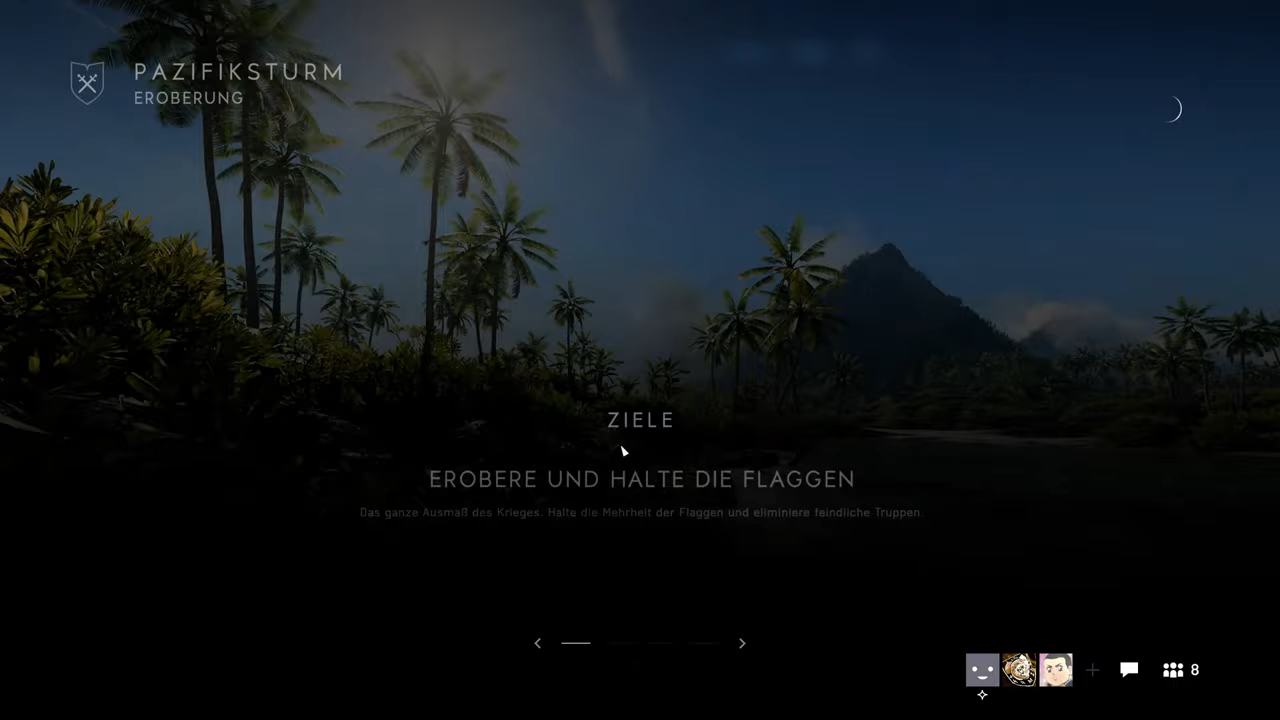 PAZIFIKSTURM
EROBERUNG
ZIELE
EROBERE UND HALTE DIE FLAGGEN
Das ganze Ausmaß des Krieges. Halte die Mehrheit der Flaggen und eliminiere feindliche Truppen.
8